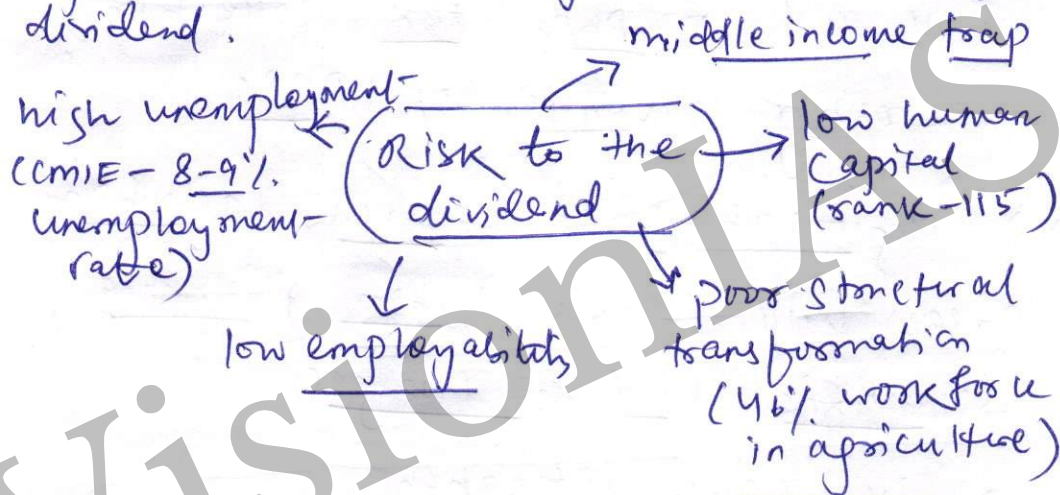 dividend.
middle income trap
high unemployment
(CMIE - 8-9%.
unemployment
rate)
Risk to the
dividend
low human
capital
(rank-115)
low employability
poor structural
transformation
(46% workforce
in agriculture)
VisionIAS